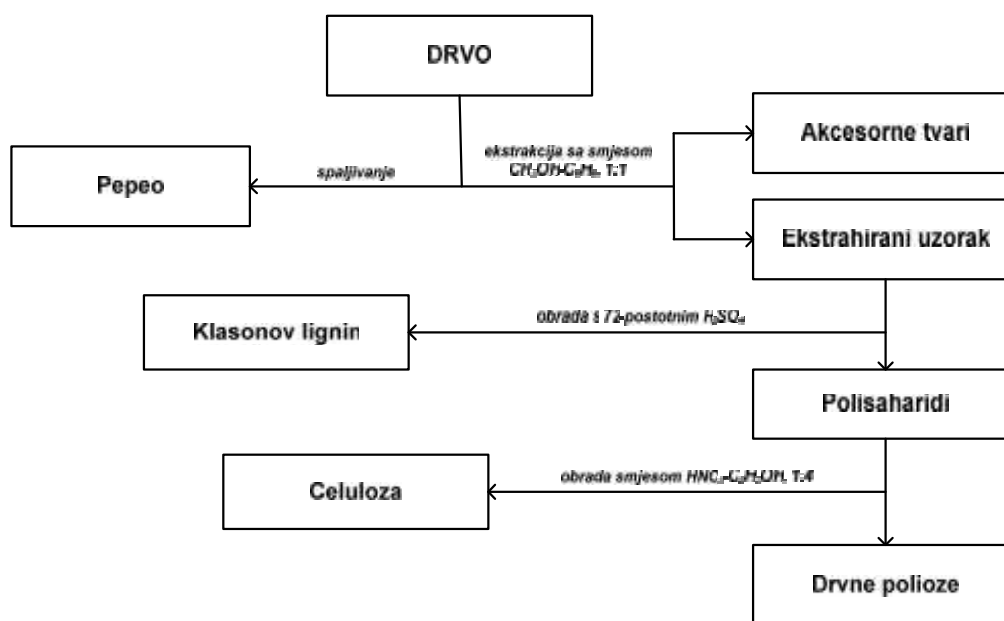 DRVO
Akcesorne tvari
ekstrakcija sa smjesom
CH₃OH-C₆H₆, 1:1
spaljivanje
Pepeo
Ekstrahirani uzorak
obrada s 72-postotnim H₂SO₄
Klasonov lignin
Polisaharidi
obrada smjesom HNO₃-C₂H₅OH, 1:4
Celuloza
Drvne polioze